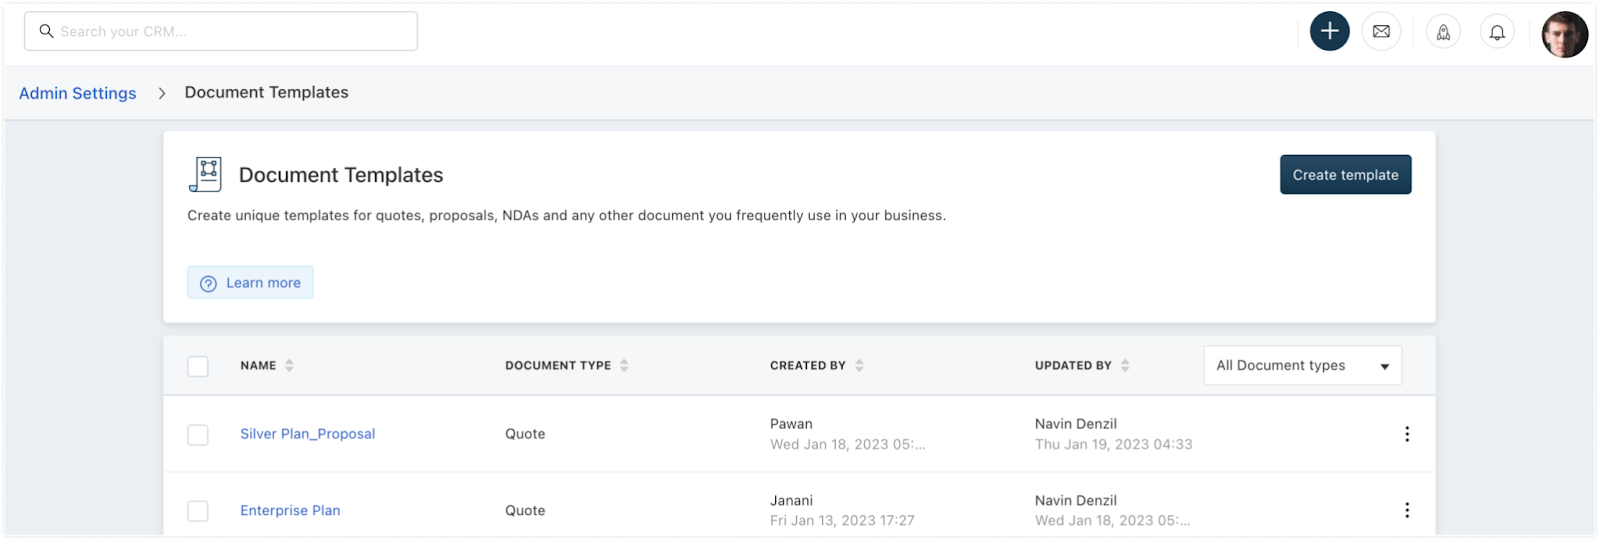 Search your CRM...
Admin Settings > Document Templates
Document Templates
Create template
Create unique templates for quotes, proposals, NDAs and any other document you frequently use in your business.
Learn more
NAME DOCUMENT TYPE CREATED BY UPDATED BY All Document types
Silver Plan_Proposal Quote Pawan Navin Denzil
Wed Jan 18, 2023 05:... Thu Jan 19, 2023 04:33
Enterprise Plan Quote Janani Navin Denzil
Fri Jan 13, 2023 17:27 Wed Jan 18, 2023 05:...